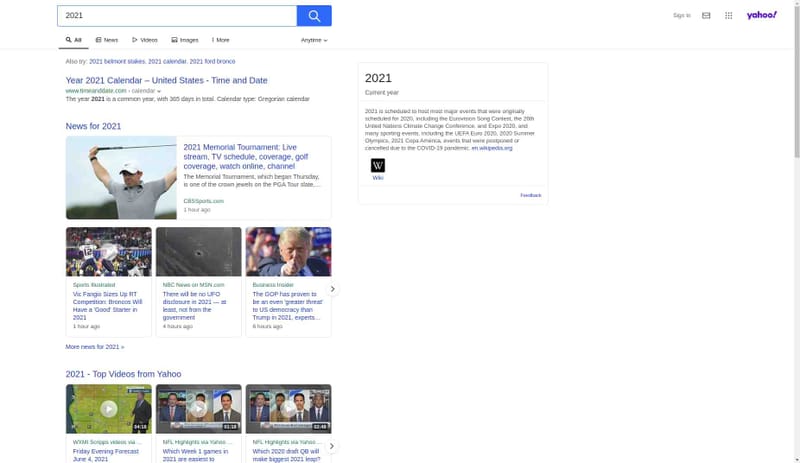 2021
Sign In
yahoo!
All
News
Videos
Images
More
Anytime
Also try: 2021 belmont stakes, 2021 calendar, 2021 ford bronco
Year 2021 Calendar – United States - Time and Date
www.timeanddate.com › calendar
The year 2021 is a common year, with 365 days in total. Calendar type: Gregorian calendar
News for 2021
2021 Memorial Tournament: Live
stream, TV schedule, coverage, golf
coverage, watch online, channel
The Memorial Tournament, which began Thursday,
is one of the crown jewels on the PGA Tour slate,...
CBSSports.com
1 hour ago
Sports Illustrated
Vic Fangio Sizes Up RT
Competition: Broncos Will
Have a 'Good' Starter in
2021
1 hour ago
NBC News on MSN.com
There will be no UFO
disclosure in 2021 — at
least, not from the
government
4 hours ago
Business Insider
The GOP has proven to
be an even 'greater threat'
to US democracy than
Trump in 2021, experts...
6 hours ago
More news for 2021 »
2021 - Top Videos from Yahoo
04:18
WXMI Scripps videos via ...
Friday Evening Forecast
June 4, 2021
01:18
NFL Highlights via Yahoo ...
Which Week 1 games in
2021 are easiest to
02:48
NFL Highlights via Yahoo ...
Which 2020 draft QB will
make biggest 2021 leap?
2021
Current year
2021 is scheduled to host most major events that were originally
scheduled for 2020, including the Eurovision Song Contest, the 26th
United Nations Climate Change Conference, and Expo 2020, and
many sporting events, including the UEFA Euro 2020, 2020 Summer
Olympics, 2021 Copa America, events that were postponed or
cancelled due to the COVID-19 pandemic. en.wikipedia.org
W
Wiki
Feedback